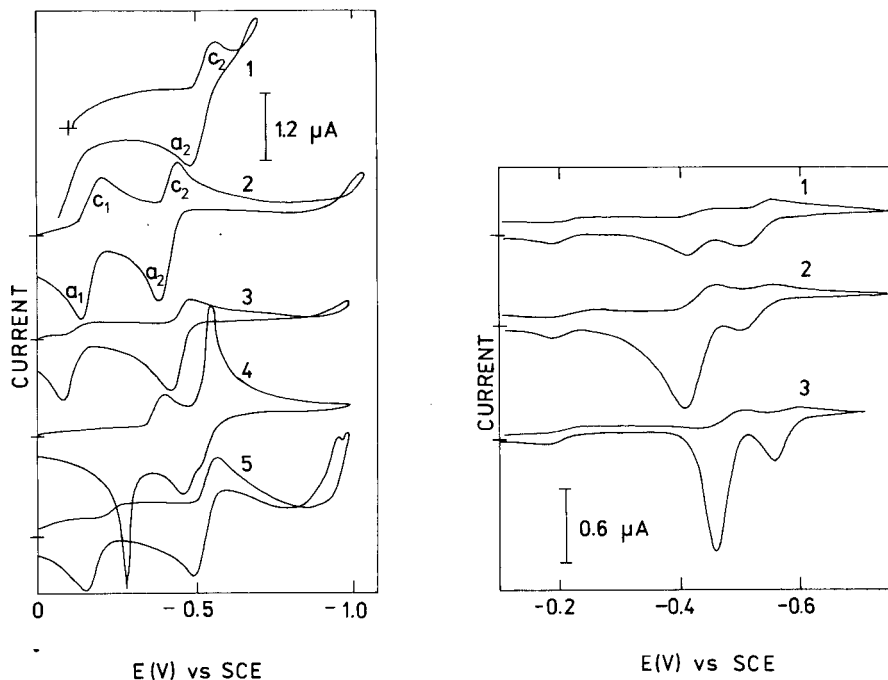 c₂
1
1.2 µA
a₂
c₁
c₂
2
a₁
a₂
3
4
5
CURRENT
0
-0.5
-1.0
E(V) vs SCE
1
2
3
CURRENT
0.6 µA
-0.2
-0.4
-0.6
E(V) vs SCE